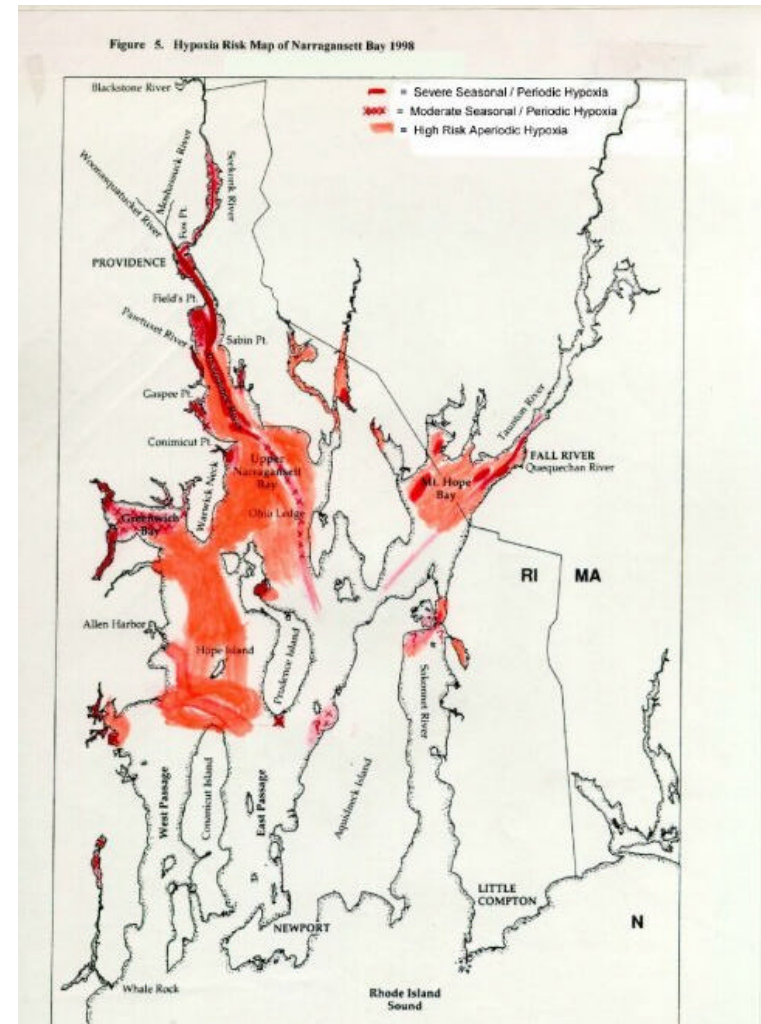 Figure 5. Hypoxia Risk Map of Narragansett Bay 1998
Blackstone River
= Severe Seasonal / Periodic Hypoxia
= Moderate Seasonal / Periodic Hypoxia
= High Risk Aperiodic Hypoxia
Woonasquatucket River
Moshassuck River
Seekonk River
Fox Pt.
PROVIDENCE
Field's Pt.
Pawtuxet River
Sabin Pt.
Gaspee Pt.
Taunton River
Conimicut Pt.
FALL RIVER
Quequechan River
Upper
Narragansett
Bay
Warwick Neck
Mt. Hope
Bay
Ohio Ledge
Greenwich
Bay
RI MA
Allen Harbor
Hope Island
Prudence Island
Sakonnet River
West Passage
Conanicut Island
East Passage
Aquidneck Island
LITTLE
COMPTON
NEWPORT
N
Whale Rock
Rhode Island
Sound